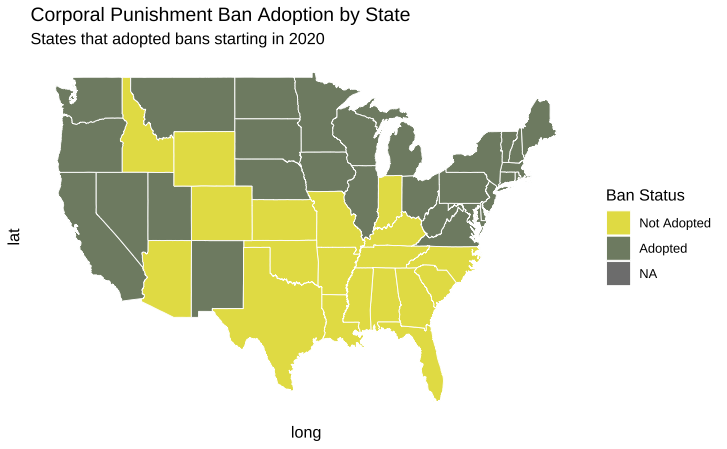 Corporal Punishment Ban Adoption by State
States that adopted bans starting in 2020
lat
long
Ban Status
Not Adopted
Adopted
NA